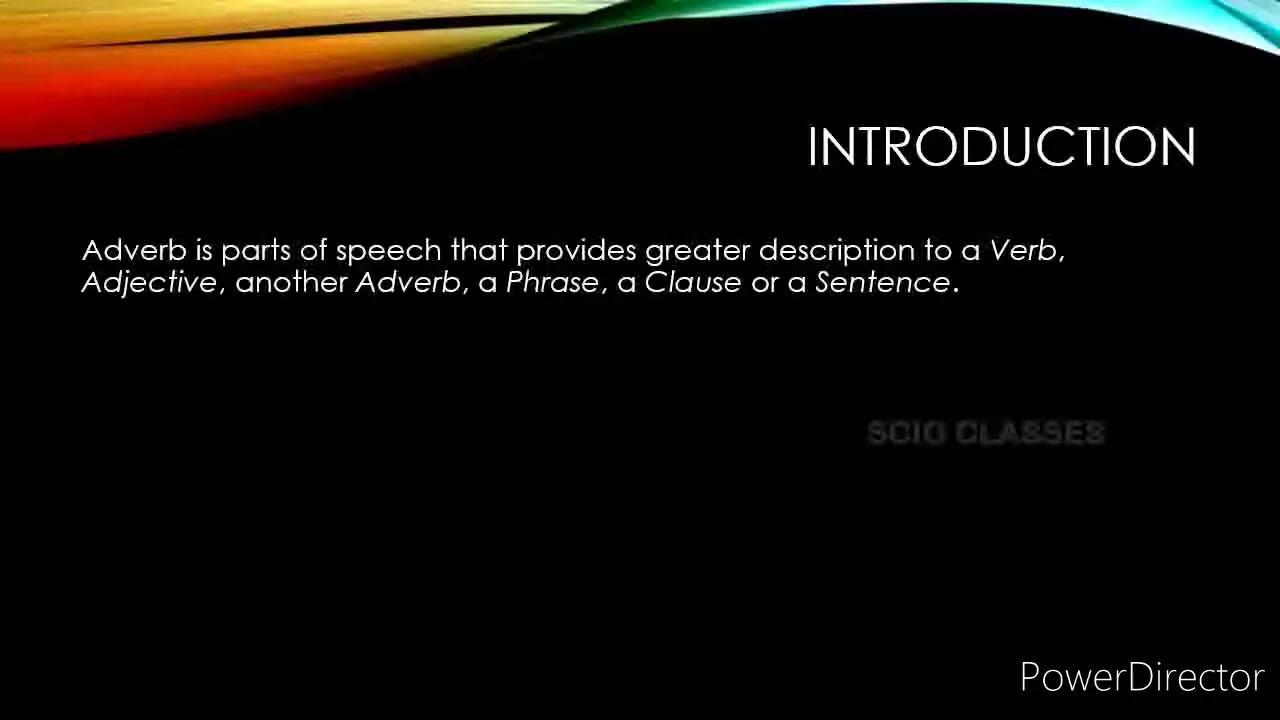 INTRODUCTION
Adverb is parts of speech that provides greater description to a Verb,
Adjective, another Adverb, a Phrase, a Clause or a Sentence.
SCIO CLASSES
PowerDirector